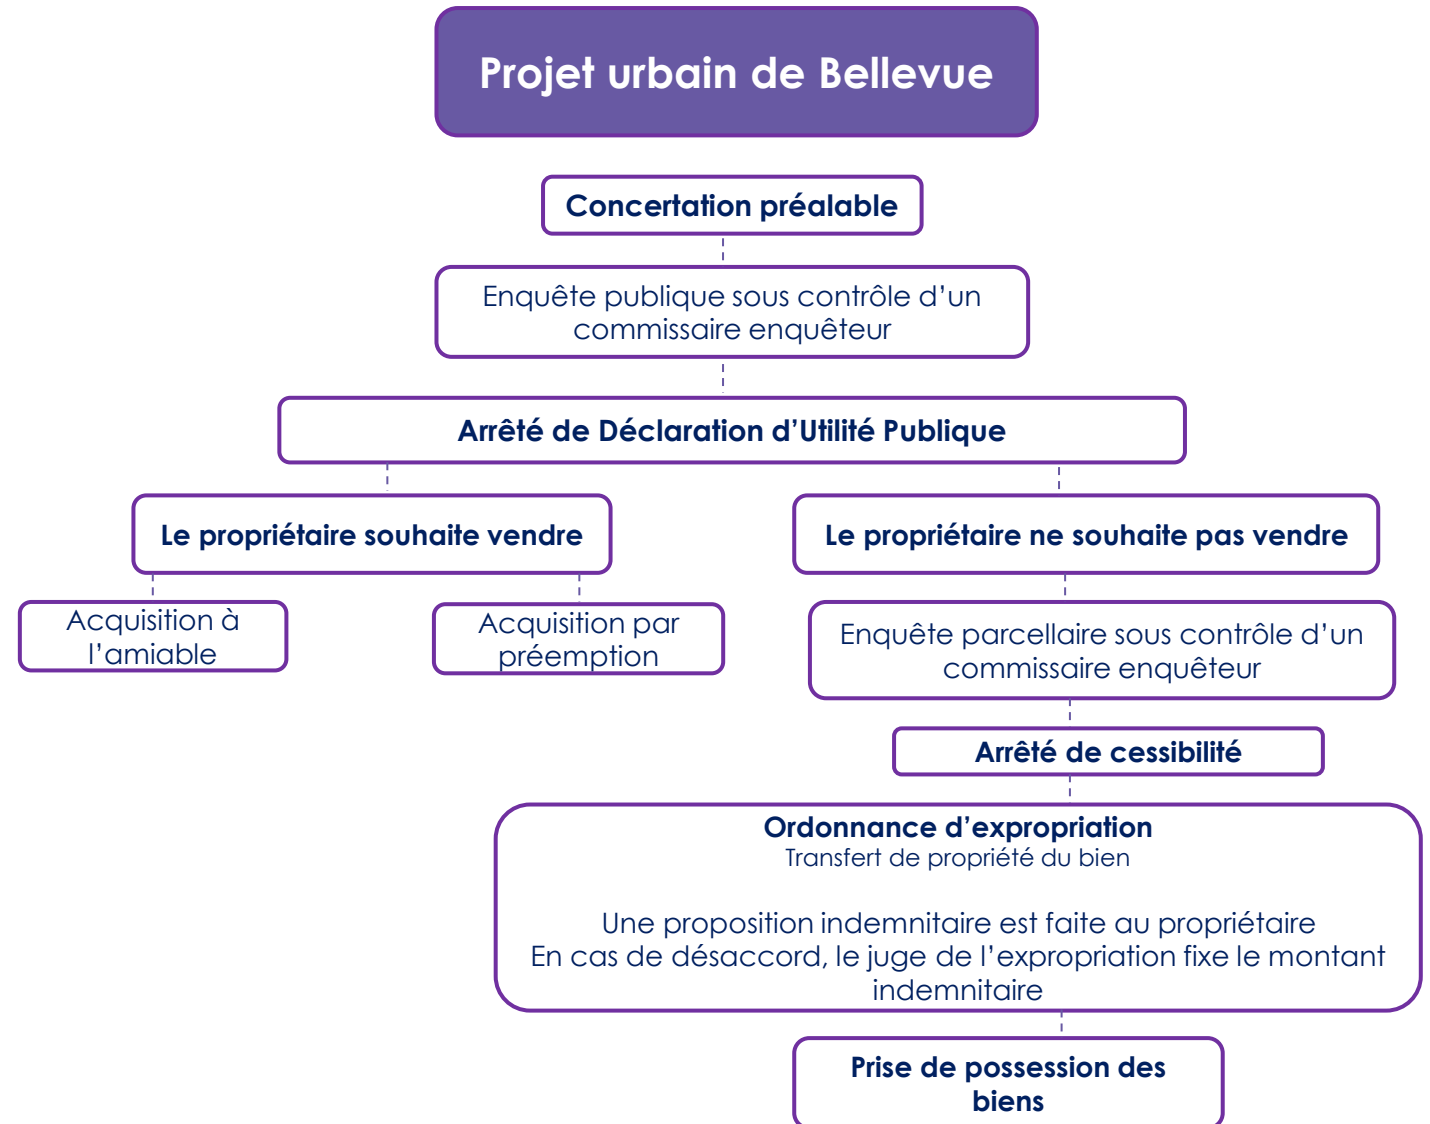 Projet urbain de Bellevue
Concertation préalable
Enquête publique sous contrôle d’un
commissaire enquêteur
Arrêté de Déclaration d’Utilité Publique
Le propriétaire souhaite vendre
Le propriétaire ne souhaite pas vendre
Acquisition à
l’amiable
Acquisition par
préemption
Enquête parcellaire sous contrôle d’un
commissaire enquêteur
Arrêté de cessibilité
Ordonnance d’expropriation
Transfert de propriété du bien
Une proposition indemnitaire est faite au propriétaire
En cas de désaccord, le juge de l’expropriation fixe le montant
indemnitaire
Prise de possession des
biens